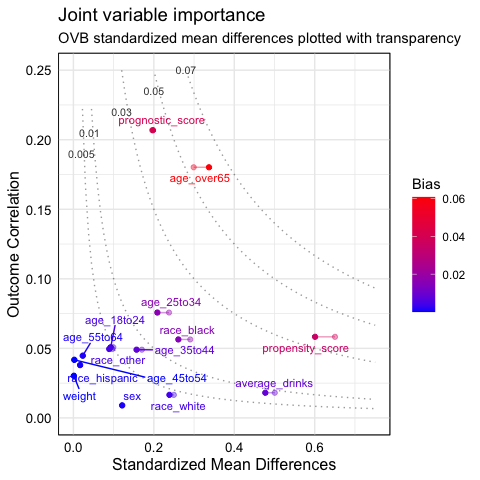 Joint variable importance
OVB standardized mean differences plotted with transparency
0.25
0.20
0.15
0.10
0.05
0.00
Outcome Correlation
0.07
0.05
0.03
0.01
0.005
prognostic_score
age_over65
age_25to34
age_18to24
race_black
age_55to64
age_35to44
propensity_score
race_other
race_hispanic
age_45to54
average_drinks
weight
sex
race_white
0.0 0.2 0.4 0.6
Standardized Mean Differences
Bias
0.06
0.04
0.02